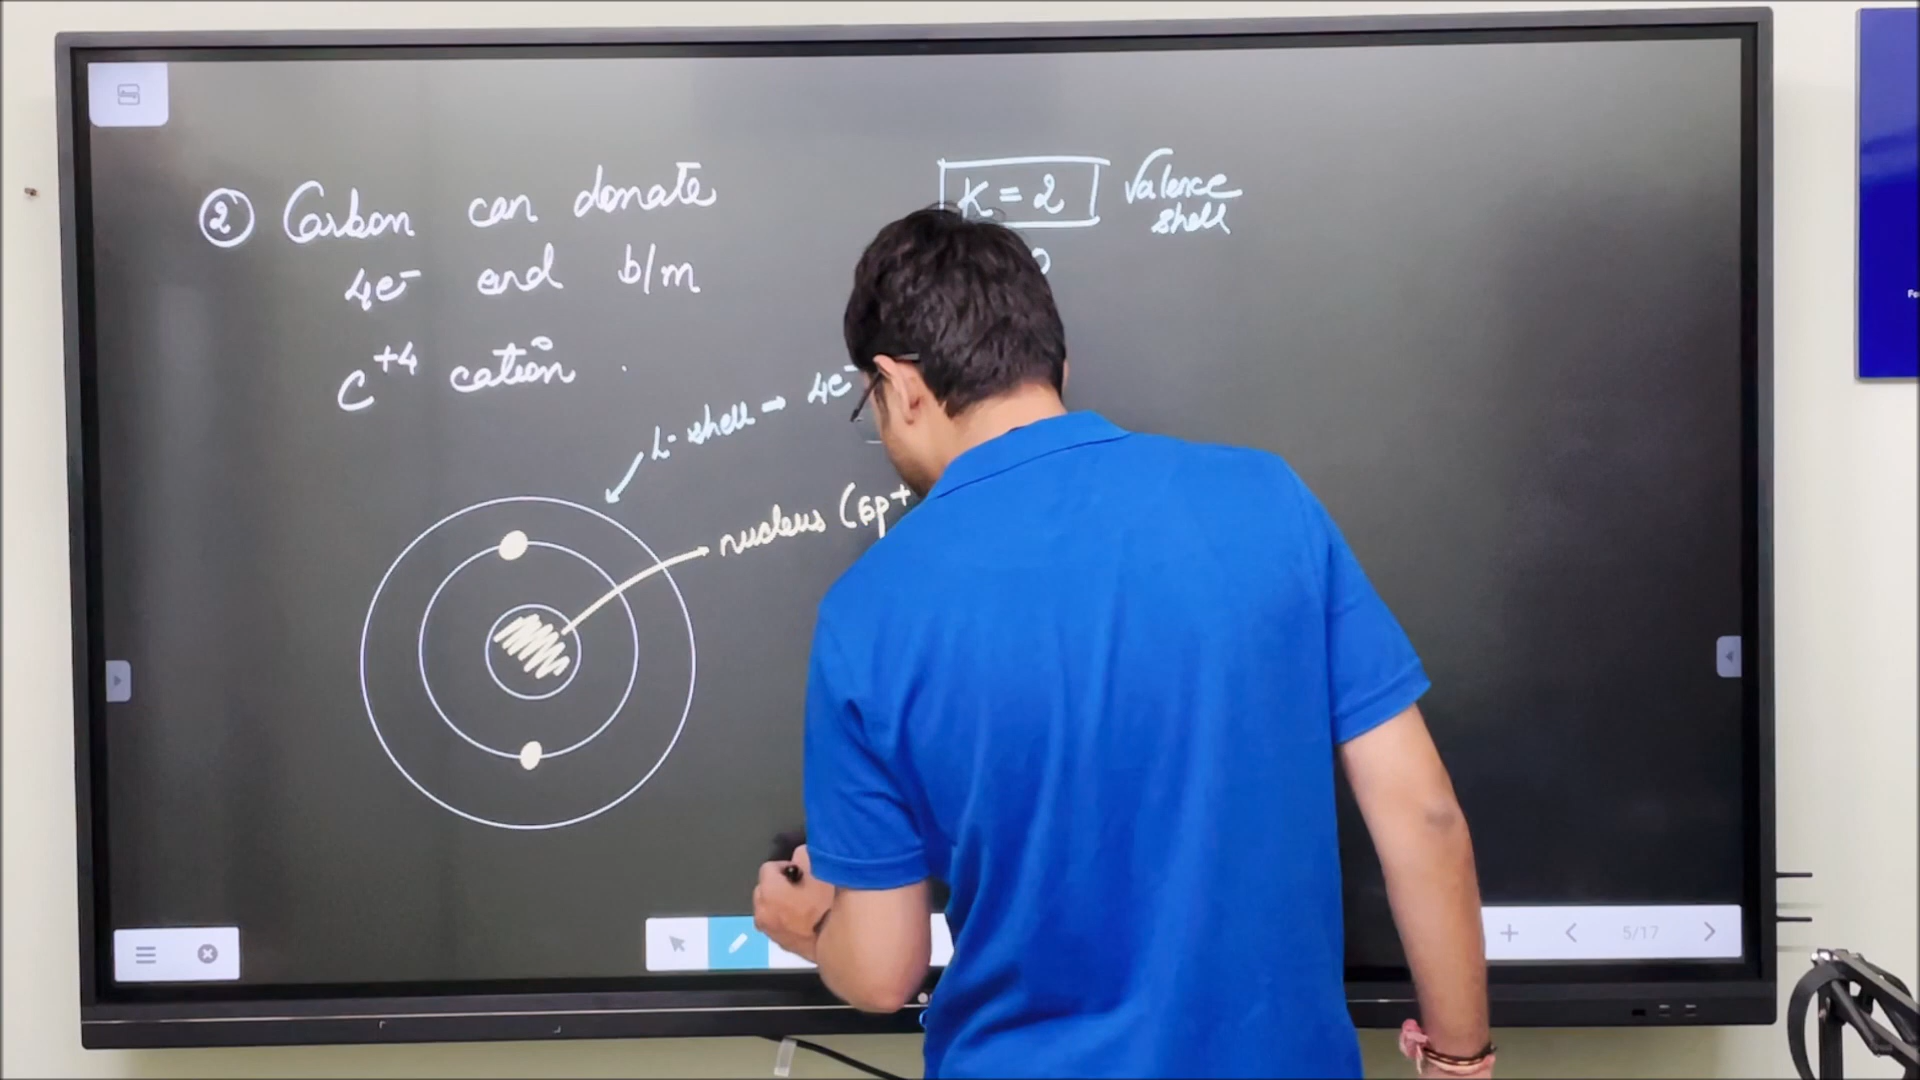 ② Carbon can donate
4e⁻ and b/m
C⁺⁴ cation .
K = 2 Valence
shell
L-shell → 4e⁻
nucleus (6p+
5/17